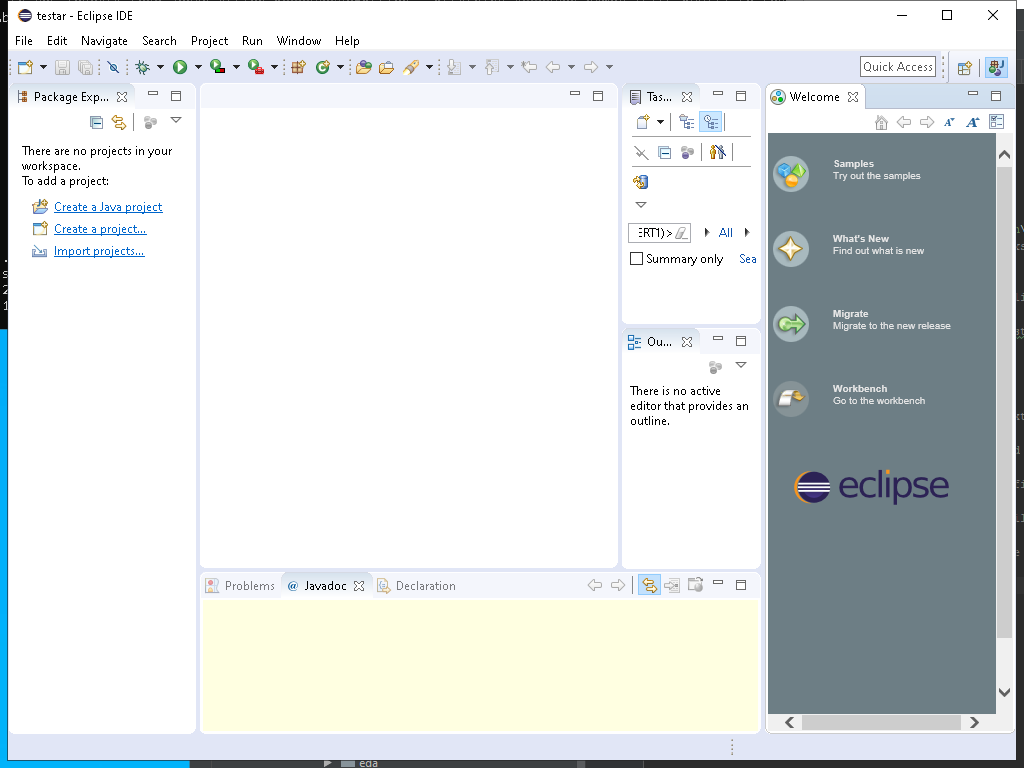 testar - Eclipse IDE
File Edit Navigate Search Project Run Window Help
Quick Access
Package Exp...
There are no projects in your
workspace.
To add a project:
Create a Java project
Create a project...
Import projects...
Tas...
ERT1) > All
Summary only Sea
Ou...
There is no active
editor that provides an
outline.
Problems @ Javadoc Declaration
Welcome
Samples
Try out the samples
What's New
Find out what is new
Migrate
Migrate to the new release
Workbench
Go to the workbench
eclipse
eda